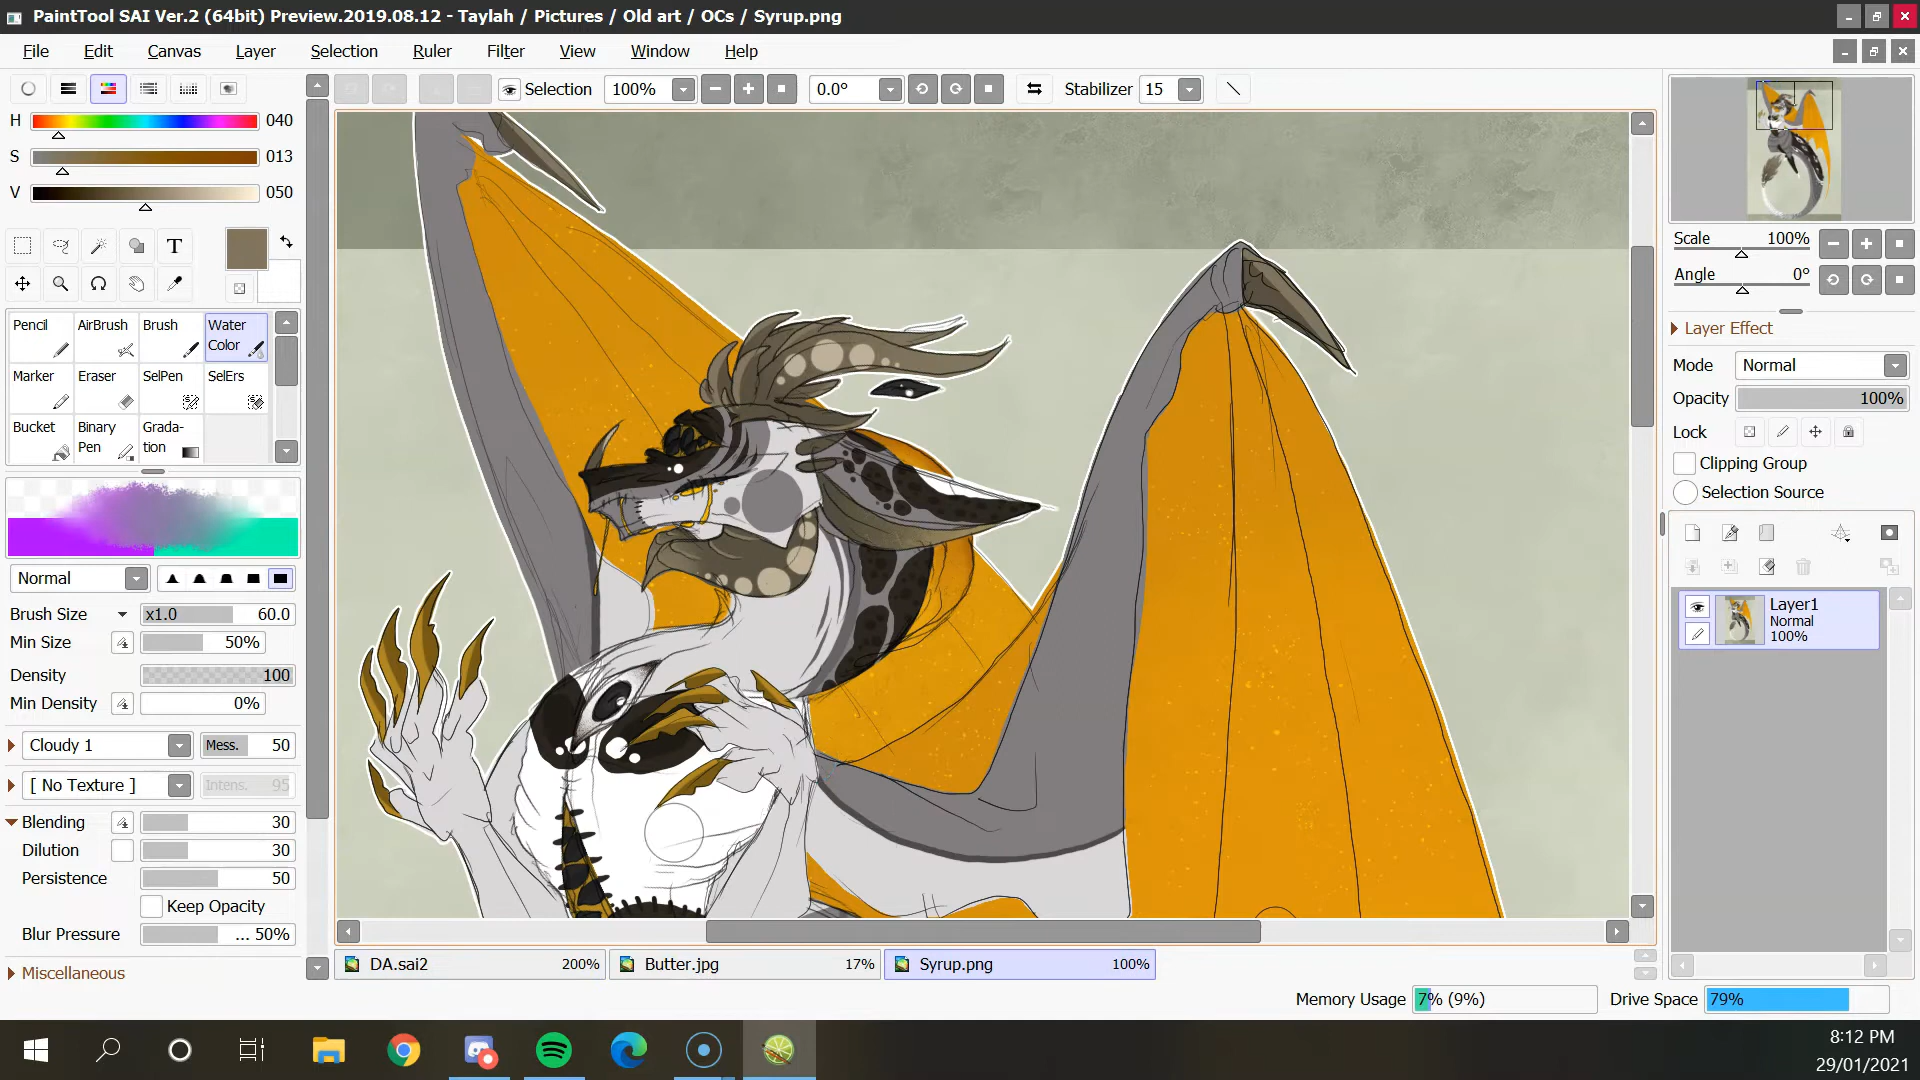 PaintTool SAI Ver.2 (64bit) Preview.2019.08.12 - Taylah / Pictures / Old art / OCs / Syrup.png
File Edit Canvas Layer Selection Ruler Filter View Window Help
Selection 100% 0.0° Stabilizer 15
H 040
S 013
V 050
T
Scale 100%
Angle 0°
Layer Effect
Mode Normal
Opacity 100%
Lock
Clipping Group
Selection Source
Layer1
Normal
100%
Pencil AirBrush Brush Water Color
Marker Eraser SelPen SelErs
Bucket Binary Pen Grada-tion
Normal
Brush Size x1.0 60.0
Min Size 50%
Density 100
Min Density 0%
Cloudy 1 Mess. 50
[ No Texture ] Intens. 95
Blending 30
Dilution 30
Persistence 50
Keep Opacity
Blur Pressure ... 50%
Miscellaneous
DA.sai2 200% Butter.jpg 17% Syrup.png 100%
Memory Usage 7% (9%) Drive Space 79%
8:12 PM
29/01/2021